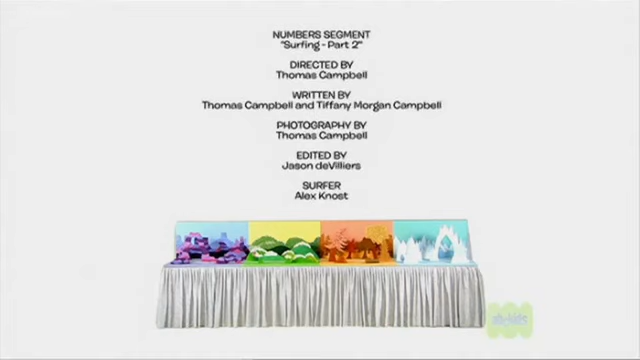 NUMBERS SEGMENT
"Surfing - Part 2"
DIRECTED BY
Thomas Campbell
WRITTEN BY
Thomas Campbell and Tiffany Morgan Campbell
PHOTOGRAPHY BY
Thomas Campbell
EDITED BY
Jason deVilliers
SURFER
Alex Knost